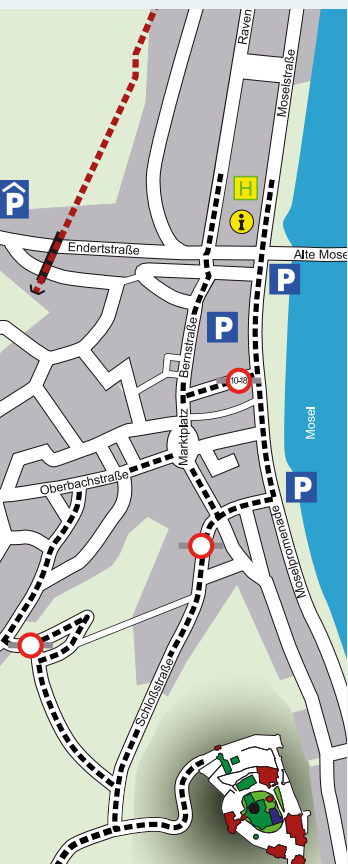 Raven
Moselstraße
H
i
P
Endertstraße
Alte Mose
P
P
Bernstraße
10-18
Mosel
Marktplatz
Oberbachstraße
P
Moselpromenade
Schloßstraße